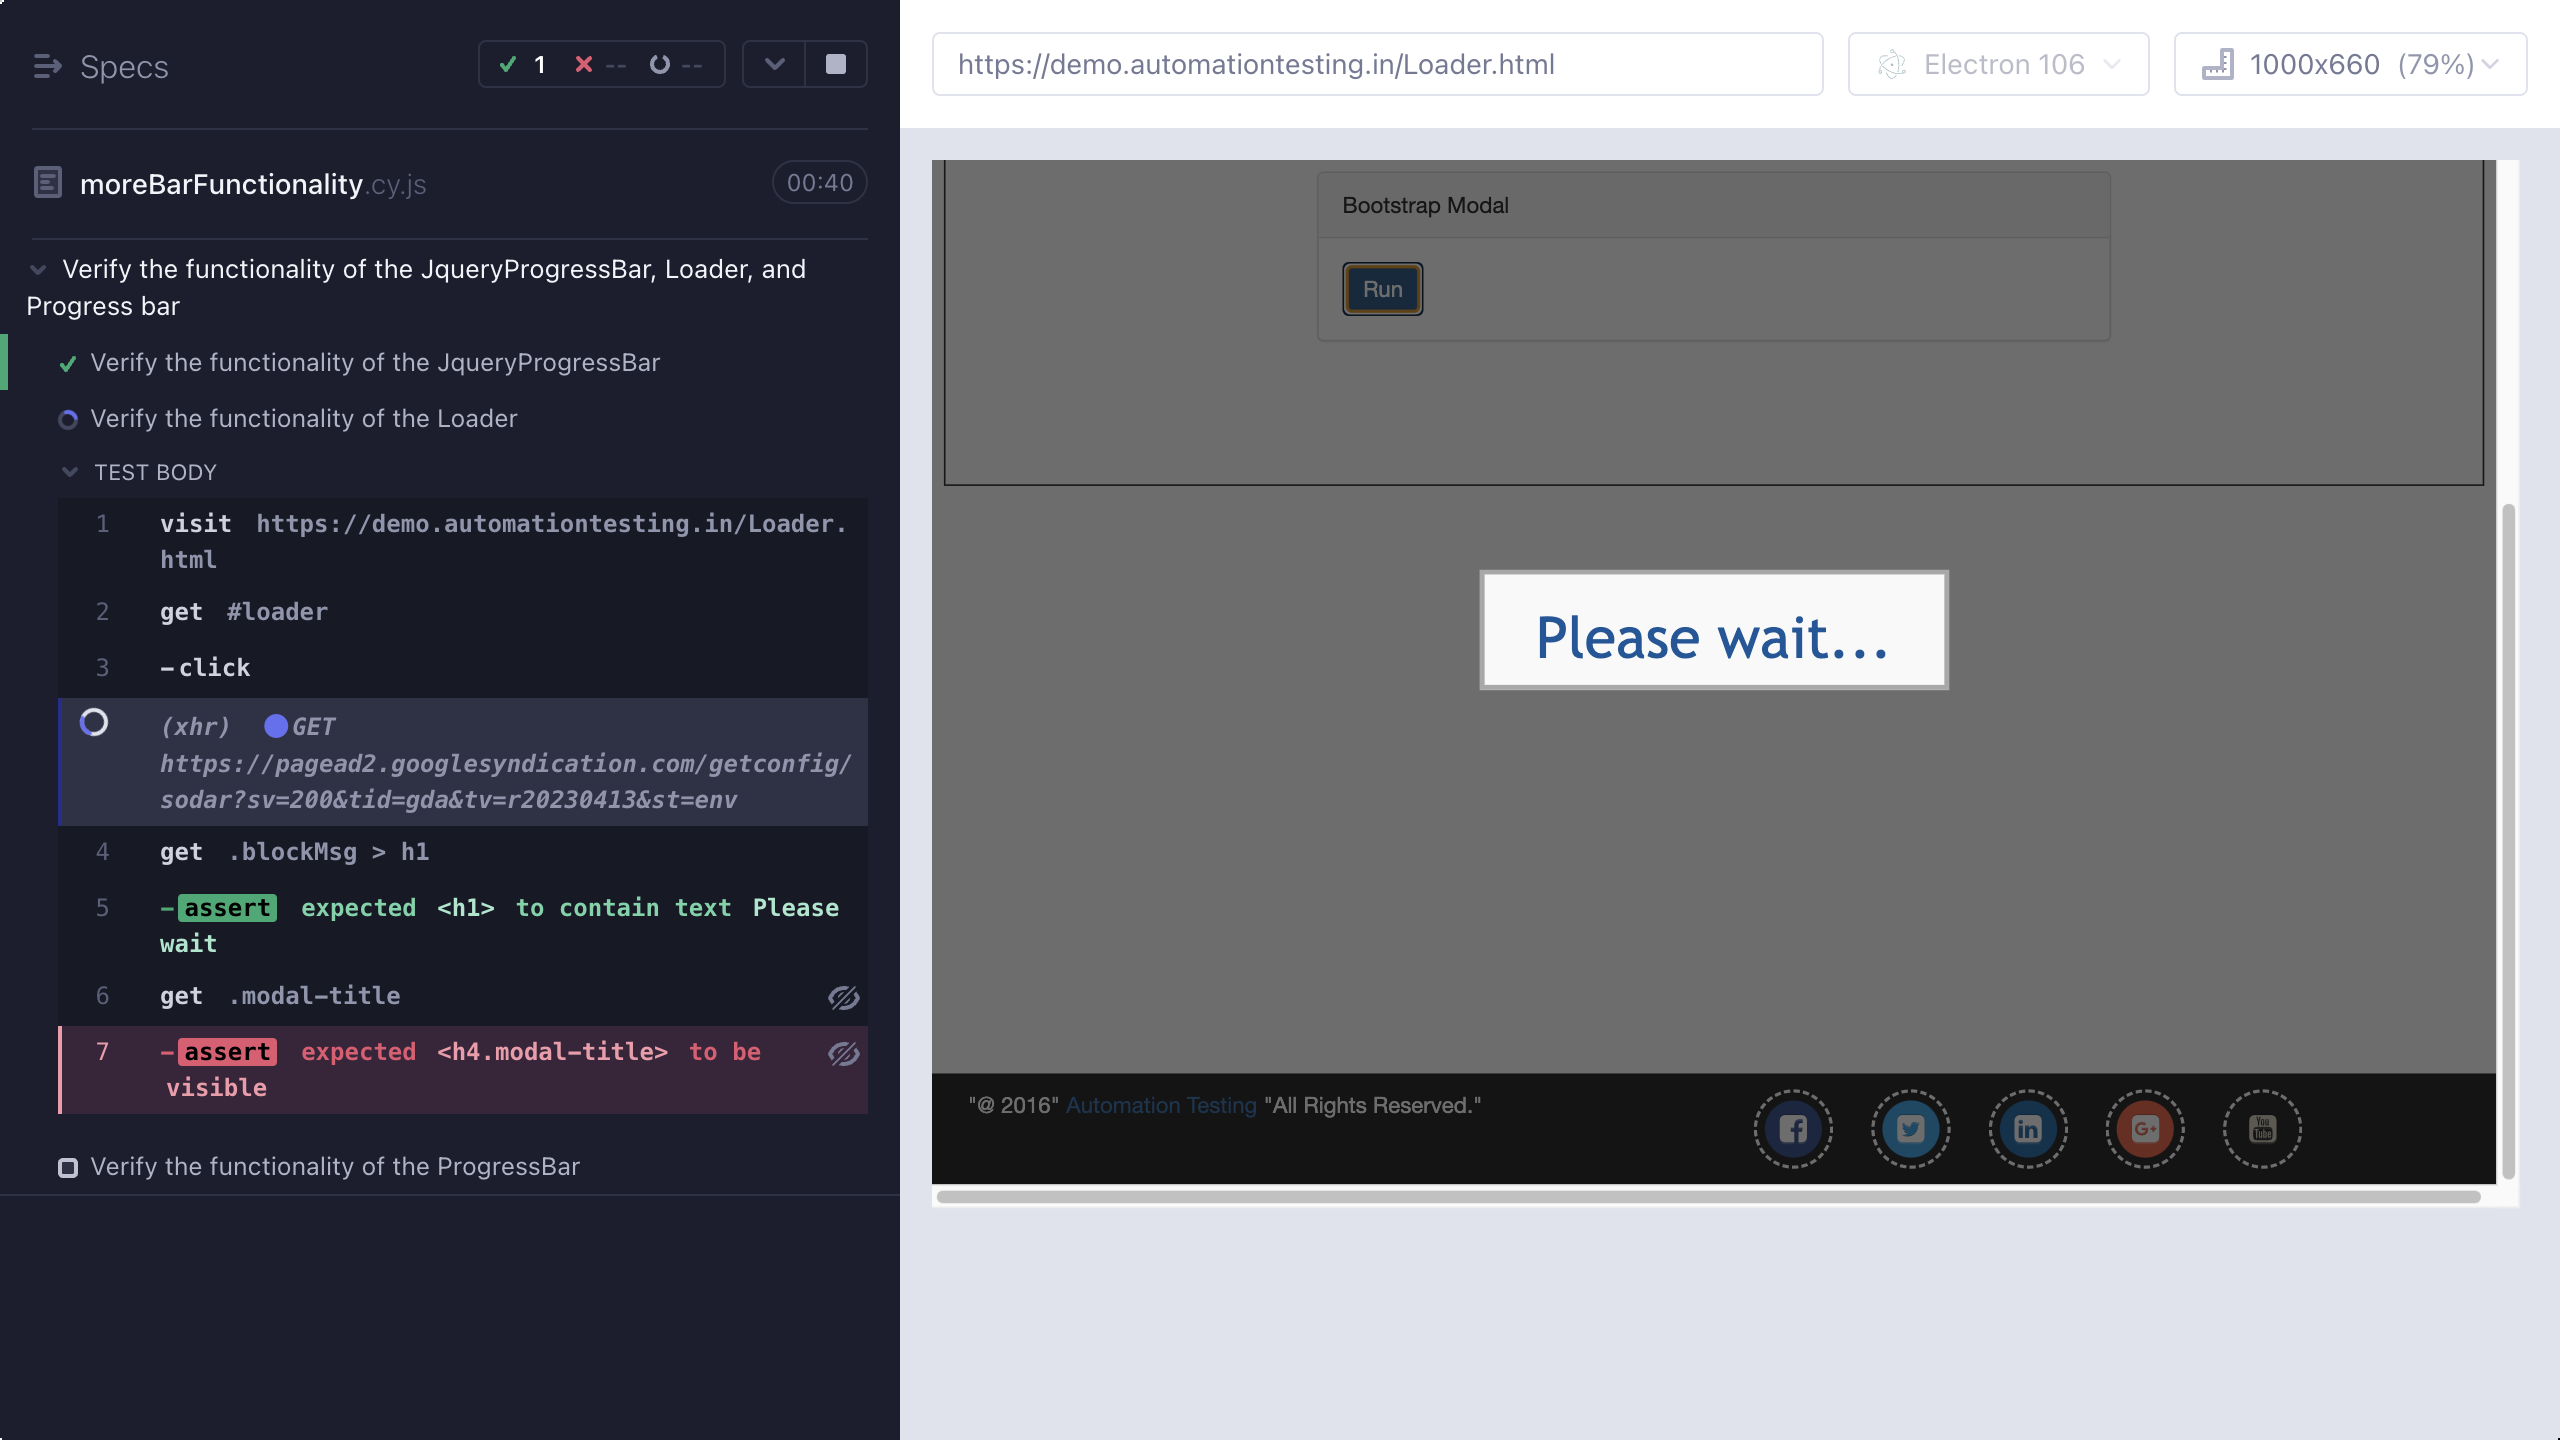 Specs
1 -- --
moreBarFunctionality.cy.js
00:40
Verify the functionality of the JqueryProgressBar, Loader, and
Progress bar
Verify the functionality of the JqueryProgressBar
Verify the functionality of the Loader
TEST BODY
1 visit https://demo.automationtesting.in/Loader.
html
2 get #loader
3 -click
(xhr) GET
https://pagead2.googlesyndication.com/getconfig/
sodar?sv=200&tid=gda&tv=r20230413&st=env
4 get .blockMsg > h1
5 -assert expected <h1> to contain text Please
wait
6 get .modal-title
7 -assert expected <h4.modal-title> to be
visible
Verify the functionality of the ProgressBar
https://demo.automationtesting.in/Loader.html
Electron 106
1000x660 (79%)
Bootstrap Modal
Run
Please wait...
"@ 2016" Automation Testing "All Rights Reserved."
f
in
G+
You
Tube